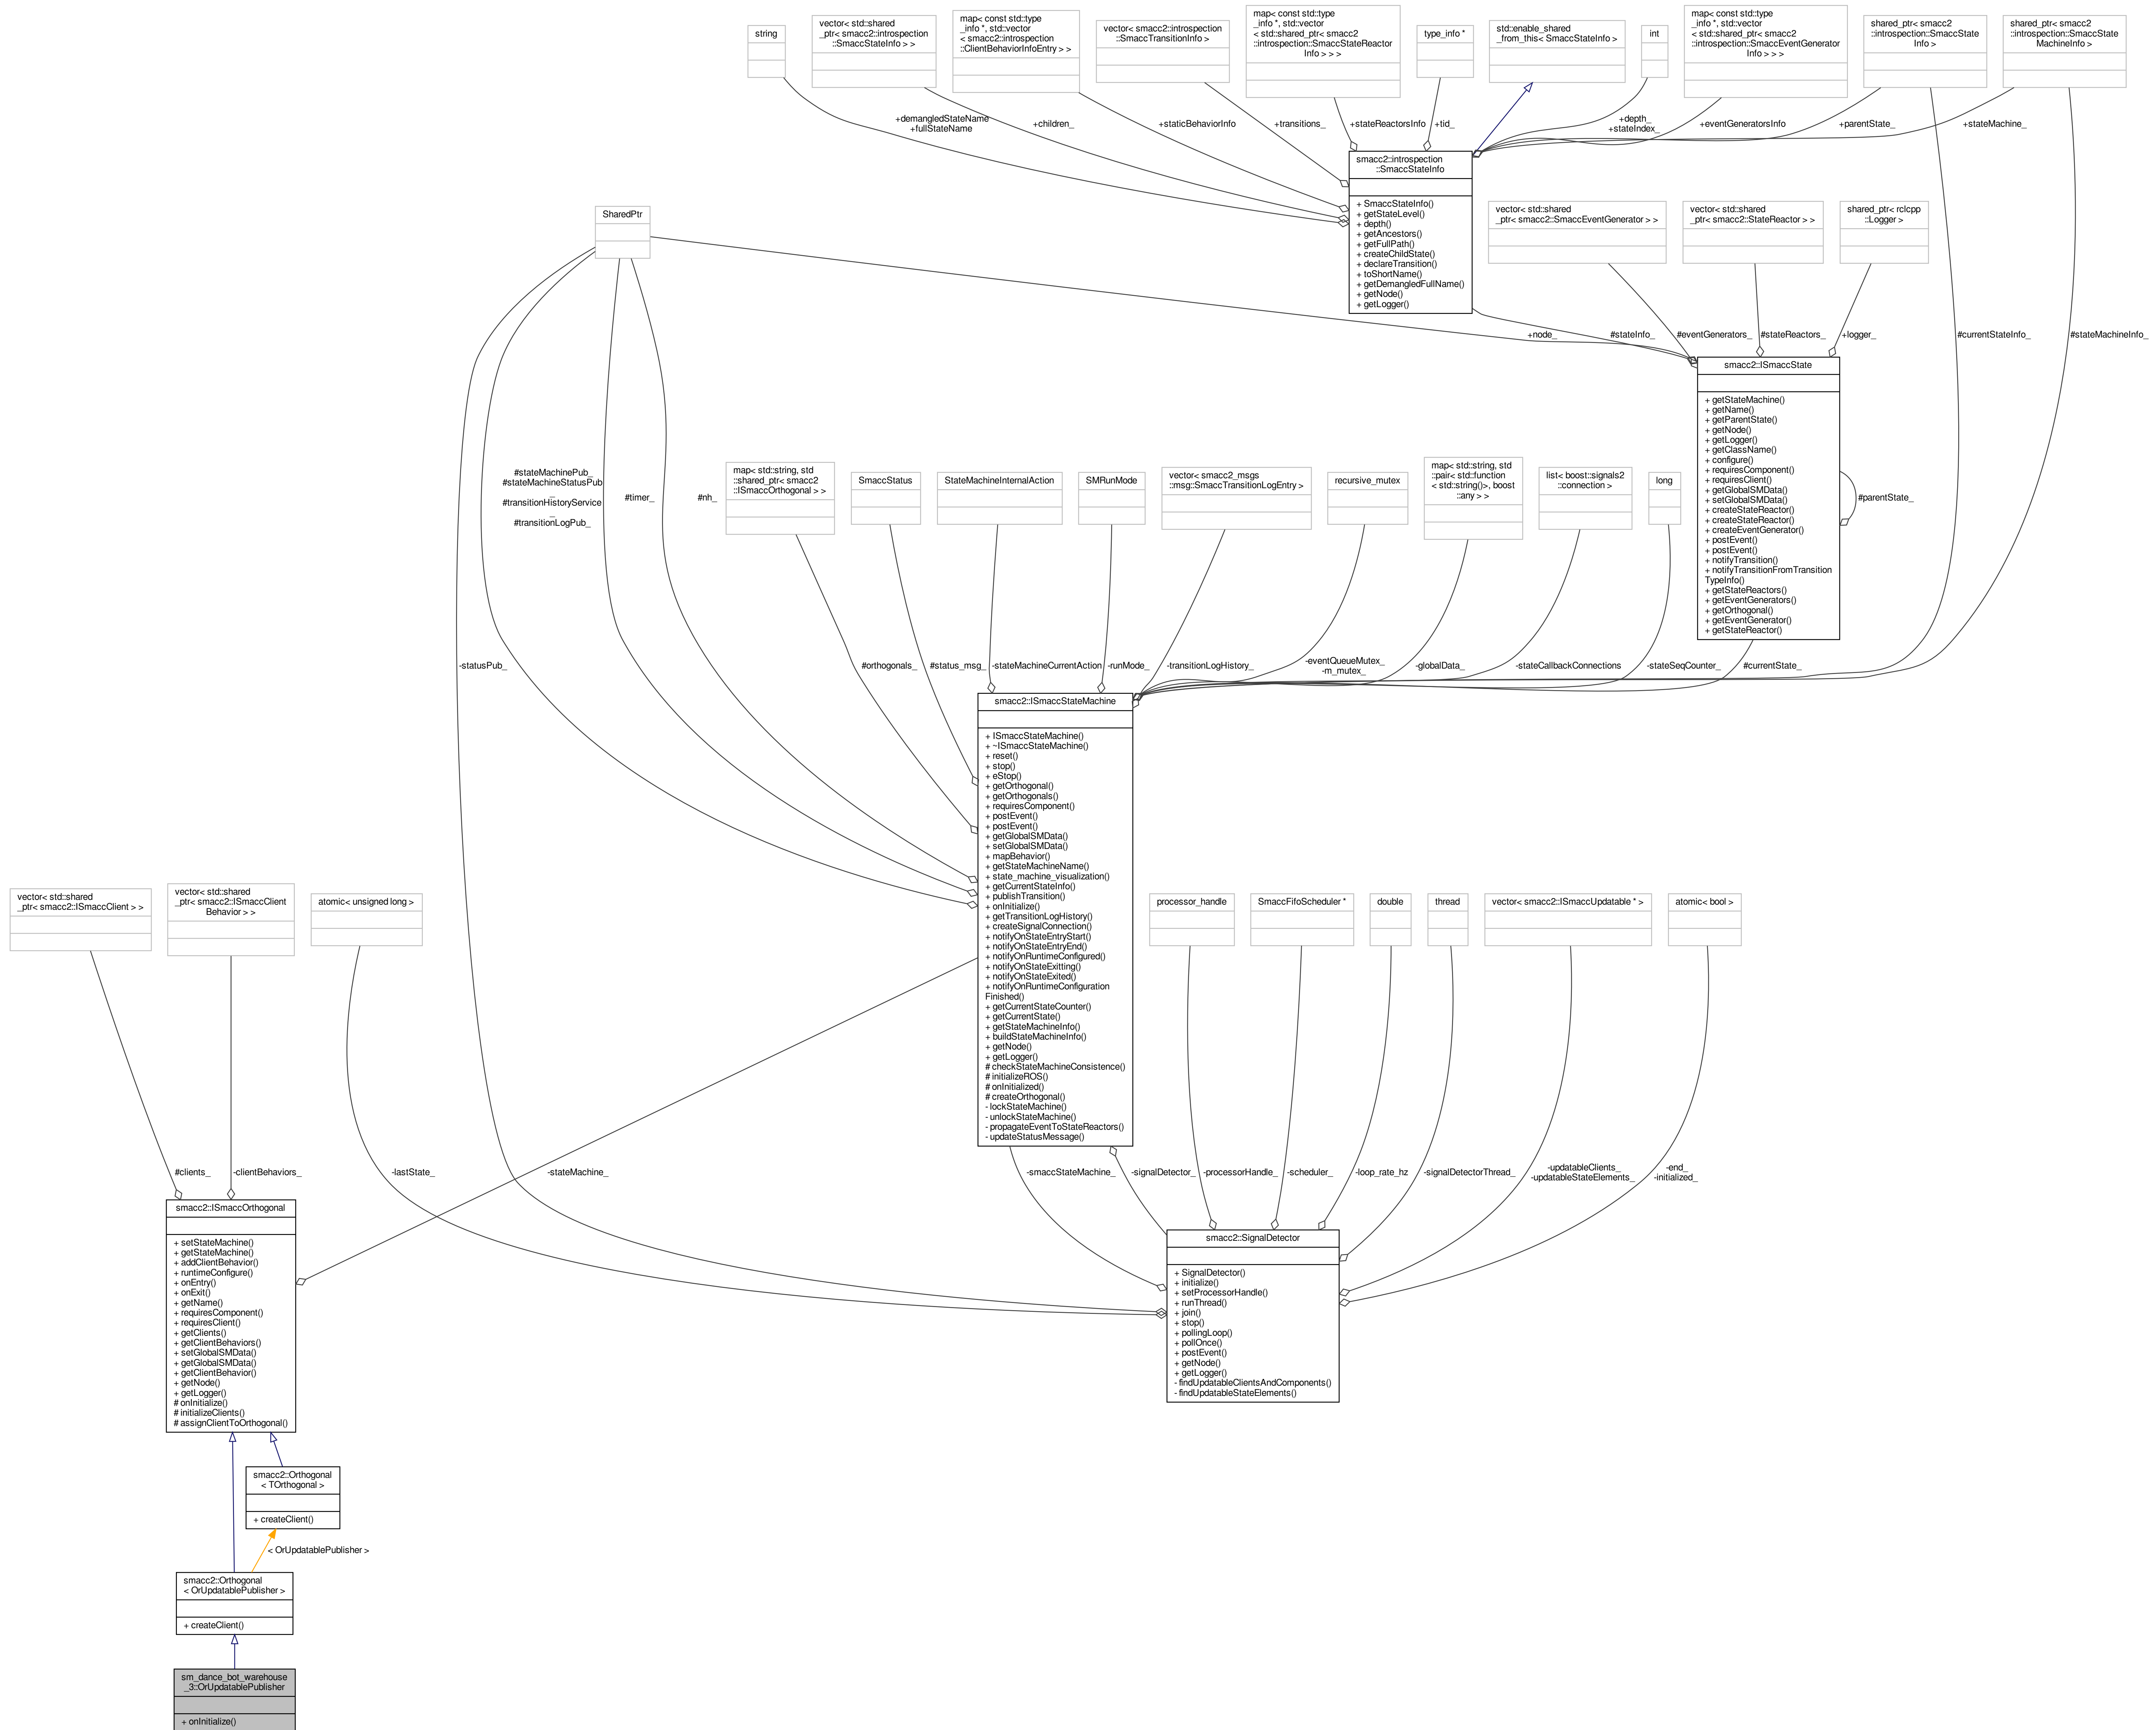 string
vector< std::shared
_ptr< smacc2::introspection
::SmaccStateInfo > >
map< const std::type
_info *, std::vector
< smacc2::introspection
::ClientBehaviorInfoEntry > >
vector< smacc2::introspection
::SmaccTransitionInfo >
map< const std::type
_info *, std::vector
< std::shared_ptr< smacc2
::introspection::SmaccStateReactor
Info > > >
type_info *
std::enable_shared
_from_this< SmaccStateInfo >
int
map< const std::type
_info *, std::vector
< std::shared_ptr< smacc2
::introspection::SmaccEventGenerator
Info > > >
shared_ptr< smacc2
::introspection::SmaccState
Info >
shared_ptr< smacc2
::introspection::SmaccState
MachineInfo >
+demangledStateName
+fullStateName
+children_
+staticBehaviorInfo
+transitions_
+stateReactorsInfo
+tid_
+depth_
+stateIndex_
+eventGeneratorsInfo
+parentState_
+stateMachine_
smacc2::introspection
::SmaccStateInfo
+ SmaccStateInfo()
+ getStateLevel()
+ depth()
+ getAncestors()
+ getFullPath()
+ createChildState()
+ declareTransition()
+ toShortName()
+ getDemangledFullName()
+ getNode()
+ getLogger()
SharedPtr
vector< std::shared
_ptr< smacc2::SmaccEventGenerator > >
vector< std::shared
_ptr< smacc2::StateReactor > >
shared_ptr< rclcpp
::Logger >
+node_
#stateInfo_
#eventGenerators_
#stateReactors_
+logger_
#currentStateInfo_
#stateMachineInfo_
smacc2::ISmaccState
+ getStateMachine()
+ getName()
+ getParentState()
+ getNode()
+ getLogger()
+ getClassName()
+ configure()
+ requiresComponent()
+ requiresClient()
+ getGlobalSMData()
+ setGlobalSMData()
+ createStateReactor()
+ createStateReactor()
+ createEventGenerator()
+ postEvent()
+ postEvent()
+ notifyTransition()
+ notifyTransitionFromTransition
TypeInfo()
+ getStateReactors()
+ getEventGenerators()
+ getOrthogonal()
+ getEventGenerator()
+ getStateReactor()
#parentState_
#stateMachinePub_
#stateMachineStatusPub
_
#transitionHistoryService
_
#transitionLogPub_
#timer_
#nh_
map< std::string, std
::shared_ptr< smacc2
::ISmaccOrthogonal > >
SmaccStatus
StateMachineInternalAction
SMRunMode
vector< smacc2_msgs
::msg::SmaccTransitionLogEntry >
recursive_mutex
map< std::string, std
::pair< std::function
< std::string()>, boost
::any > >
list< boost::signals2
::connection >
long
-statusPub_
#orthogonals_
#status_msg_
-stateMachineCurrentAction
-runMode_
-transitionLogHistory_
-eventQueueMutex_
-m_mutex_
-globalData_
-stateCallbackConnections
-stateSeqCounter_
#currentState_
smacc2::ISmaccStateMachine
+ ISmaccStateMachine()
+ ~ISmaccStateMachine()
+ reset()
+ stop()
+ eStop()
+ getOrthogonal()
+ getOrthogonals()
+ requiresComponent()
+ postEvent()
+ postEvent()
+ getGlobalSMData()
+ setGlobalSMData()
+ mapBehavior()
+ getStateMachineName()
+ state_machine_visualization()
+ getCurrentStateInfo()
+ publishTransition()
+ onInitialize()
+ getTransitionLogHistory()
+ createSignalConnection()
+ notifyOnStateEntryStart()
+ notifyOnStateEntryEnd()
+ notifyOnRuntimeConfigured()
+ notifyOnStateExitting()
+ notifyOnStateExited()
+ notifyOnRuntimeConfiguration
Finished()
+ getCurrentStateCounter()
+ getCurrentState()
+ getStateMachineInfo()
+ buildStateMachineInfo()
+ getNode()
+ getLogger()
# checkStateMachineConsistence()
# initializeROS()
# onInitialized()
# createOrthogonal()
- lockStateMachine()
- unlockStateMachine()
- propagateEventToStateReactors()
- updateStatusMessage()
vector< std::shared
_ptr< smacc2::ISmaccClient > >
vector< std::shared
_ptr< smacc2::ISmaccClient
Behavior > >
atomic< unsigned long >
processor_handle
SmaccFifoScheduler *
double
thread
vector< smacc2::ISmaccUpdatable * >
atomic< bool >
#clients_
-clientBehaviors_
-lastState_
-stateMachine_
-smaccStateMachine_
-signalDetector_
-processorHandle_
-scheduler_
-loop_rate_hz
-signalDetectorThread_
-updatableClients_
-updatableStateElements_
-end_
-initialized_
smacc2::ISmaccOrthogonal
+ setStateMachine()
+ getStateMachine()
+ addClientBehavior()
+ runtimeConfigure()
+ onEntry()
+ onExit()
+ getName()
+ requiresComponent()
+ requiresClient()
+ getClients()
+ getClientBehaviors()
+ setGlobalSMData()
+ getGlobalSMData()
+ getClientBehavior()
+ getNode()
+ getLogger()
# onInitialize()
# initializeClients()
# assignClientToOrthogonal()
smacc2::SignalDetector
+ SignalDetector()
+ initialize()
+ setProcessorHandle()
+ runThread()
+ join()
+ stop()
+ pollingLoop()
+ pollOnce()
+ postEvent()
+ getNode()
+ getLogger()
- findUpdatableClientsAndComponents()
- findUpdatableStateElements()
smacc2::Orthogonal
< TOrthogonal >
+ createClient()
< OrUpdatablePublisher >
smacc2::Orthogonal
< OrUpdatablePublisher >
+ createClient()
sm_dance_bot_warehouse
_3::OrUpdatablePublisher
+ onInitialize()